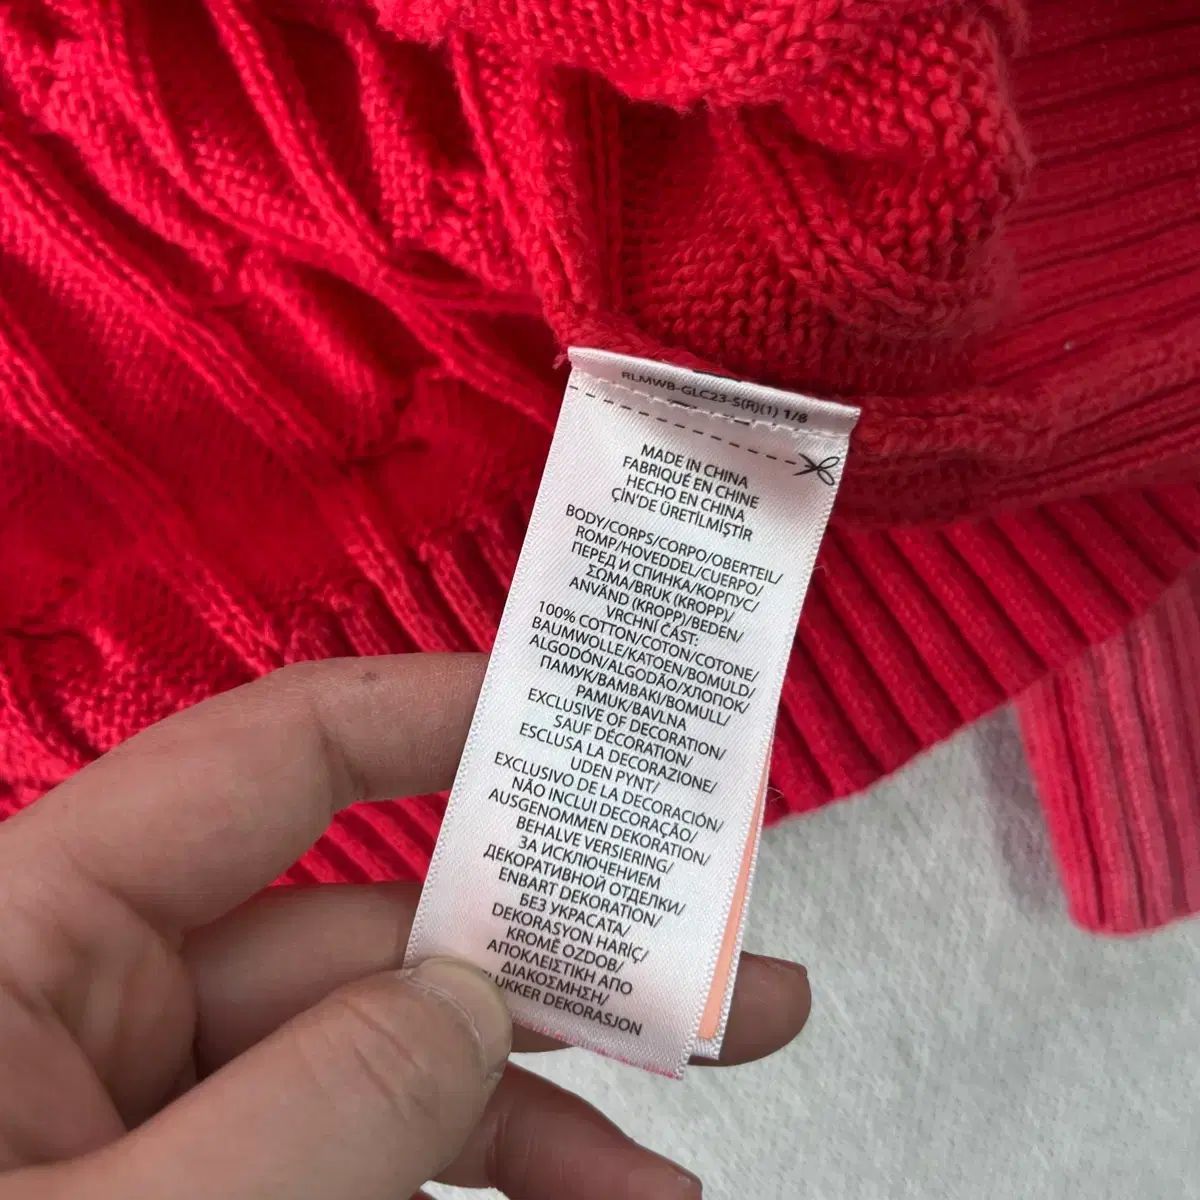 RLMWB-GLC23-S(R)(1) 1/8
MADE IN CHINA
FABRIQUÉ EN CHINE
HECHO EN CHINA
ÇİN'DE ÜRETİLMİŞTİR
BODY/CORPS/CORPO/OBERTEIL/
ROMP/HOVEDDEL/CUERPO/
ПЕРЕД И СПИНКА/КОРПУС/
ΣΩΜΑ/BRUK (KROPP)/
ANVÄND (KROPP)/BEDEN/
VRCHNÍ ČÁST:
100% COTTON/COTON/COTONE/
BAUMWOLLE/KATOEN/BOMULD/
ALGODÓN/ALGODÃO/ХЛОПОК/
ПАМУК/BAMBAKI/BOMULL/
PAMUK/BAVLNA
EXCLUSIVE OF DECORATION/
SAUF DÉCORATION/
ESCLUSA LA DECORAZIONE/
UDEN PYNT/
EXCLUSIVO DE LA DECORACIÓN/
NÃO INCLUI DECORAÇÃO/
AUSGENOMMEN DEKORATION/
BEHALVE VERSIERING/
ЗА ИСКЛЮЧЕНИЕМ
ДЕКОРАТИВНОЙ ОТДЕЛКИ/
ENBART DEKORATION/
БЕЗ УКРАСАТА/
DEKORASYON HARİÇ/
KROMĚ OZDOB/
ΑΠΟΚΛΕΙΣΤΙΚΗ ΑΠΟ
ΔΙΑΚΟΣΜΗΣΗ/
DEKORASJON